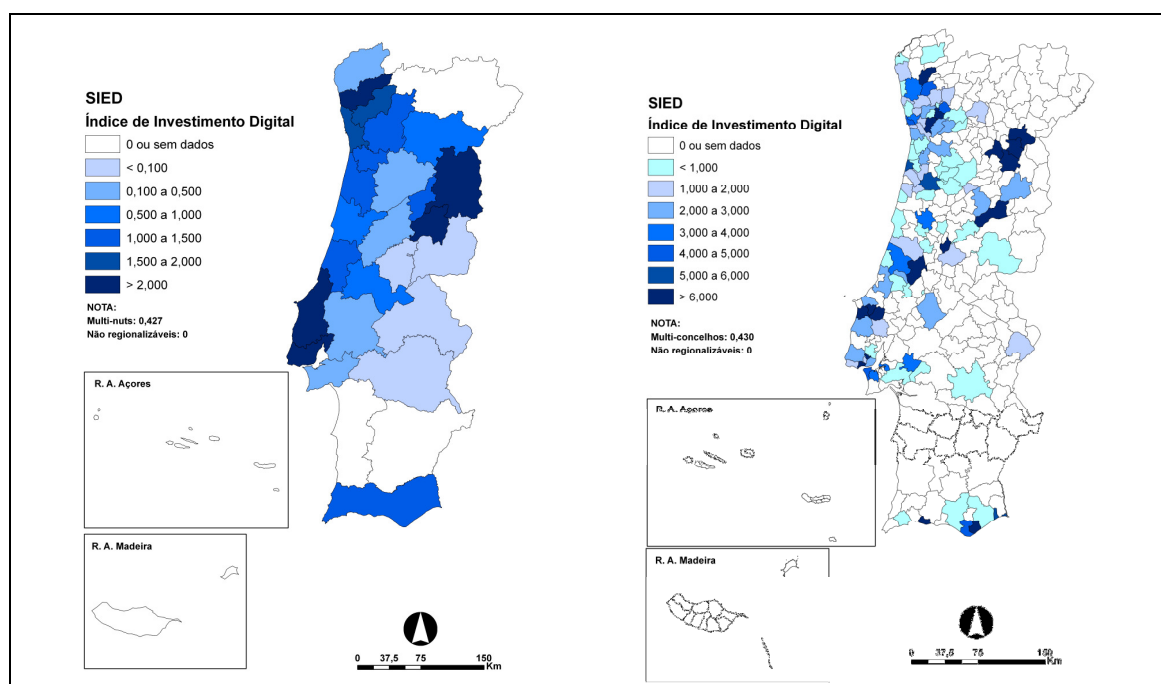 SIED
Índice de Investimento Digital
0 ou sem dados
< 0,100
0,100 a 0,500
0,500 a 1,000
1,000 a 1,500
1,500 a 2,000
> 2,000
NOTA:
Multi-nuts: 0,427
Não regionalizáveis: 0
R. A. Açores
R. A. Madeira
0 37,5 75 150
Km
SIED
Índice de Investimento Digital
0 ou sem dados
< 1,000
1,000 a 2,000
2,000 a 3,000
3,000 a 4,000
4,000 a 5,000
5,000 a 6,000
> 6,000
NOTA:
Multi-concelhos: 0,430
Não regionalizáveis: 0
R. A. Açores
R. A. Madeira
0 37,5 75 150
Km